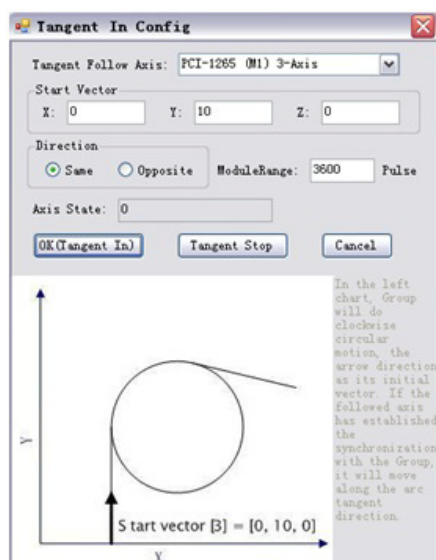 Tangent In Config
Tangent Follow Axis: PCI-1265 (M1) 3-Axis
Start Vector
X: 0 Y: 10 Z: 0
Direction
Same Opposite ModuleRange: 3600 Pulse
Axis State: 0
OK(Tangent In) Tangent Stop Cancel
In the left
chart, Group
will do
clockwise
circular
motion, the
arrow direction
as its initial
vector. If the
followed axis
has established
the
synchronization
with the Group,
it will move
along the arc
tangent
direction.
Y
S tart vector [3] = [0, 10, 0]
X